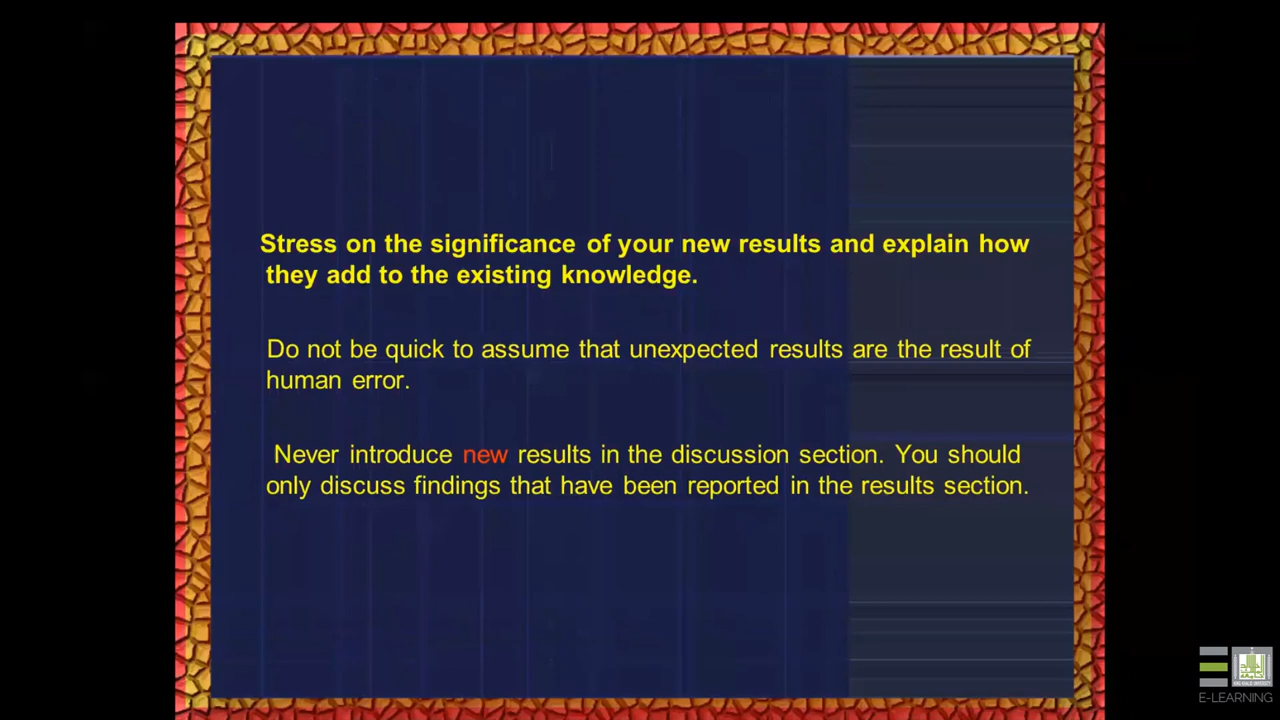 Stress on the significance of your new results and explain how
they add to the existing knowledge.
Do not be quick to assume that unexpected results are the result of
human error.
Never introduce new results in the discussion section. You should
only discuss findings that have been reported in the results section.
E-LEARNING